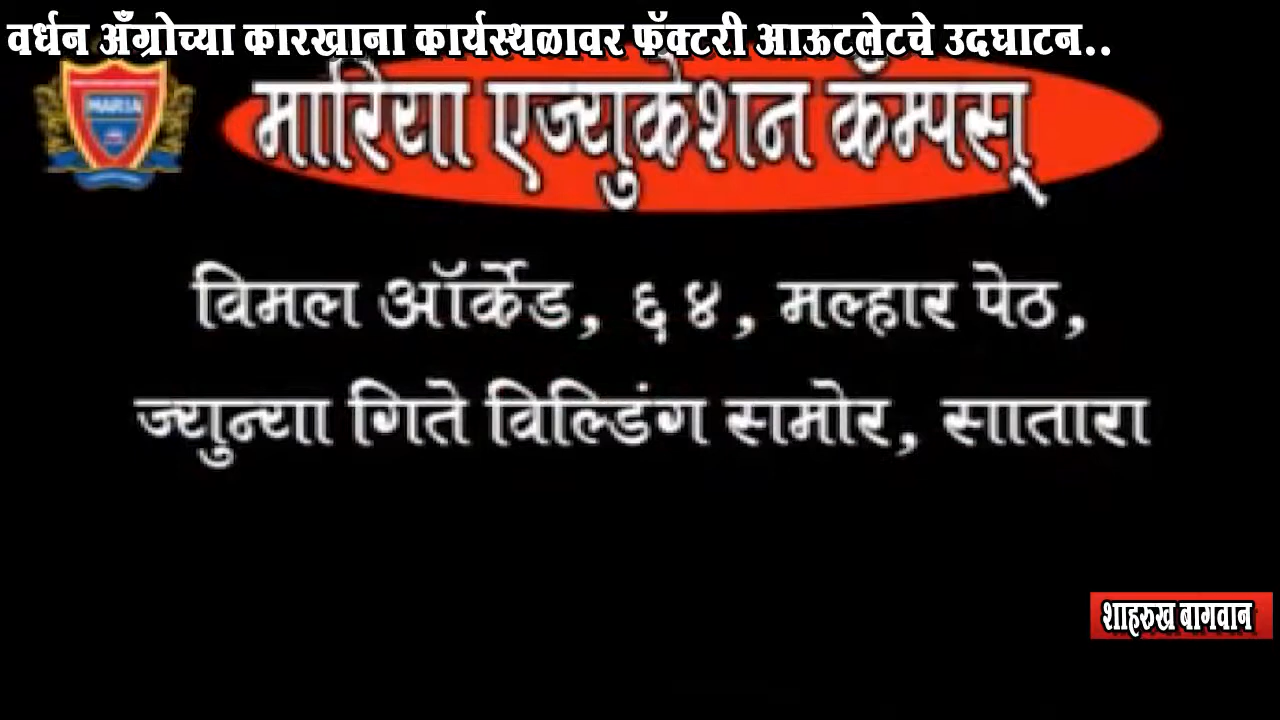 वर्धन अँग्रोच्या कारखाना कार्यस्थळावर फॅक्टरी आऊटलेटचे उदघाटन..
MARIA
मारिया एज्युकेशन कॅम्पस्
विमल ऑर्केड, ६४, मल्हार पेठ,
ज्युन्या गिते विल्डिंग समोर, सातारा
शाहरुख बागवान